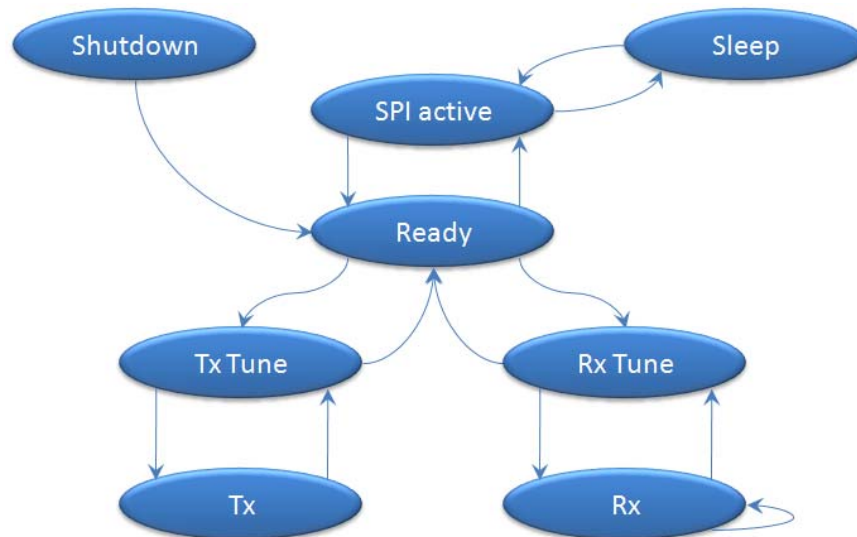 Shutdown
Sleep
SPI active
Ready
Tx Tune
Rx Tune
Tx
Rx